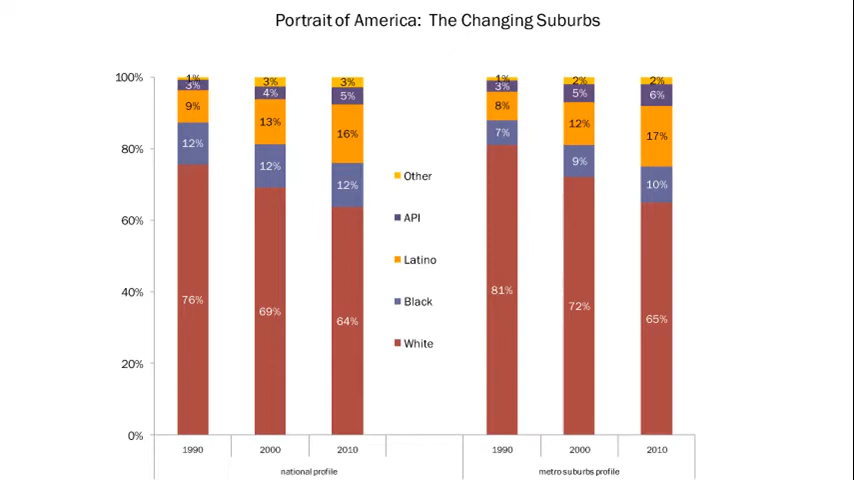 Portrait of America: The Changing Suburbs
100% 1% 3% 3% 1% 2% 2%
3% 4% 5% 3% 5% 6%
9% 13% 16% 8% 12% 17%
80% 12% 12% 12% 7% 9% 10%
Other
API
60%
Latino
40% 76% 69% 64% 81% 72% 65%
Black
White
20%
0%
1990 2000 2010 1990 2000 2010
national profile metro suburbs profile